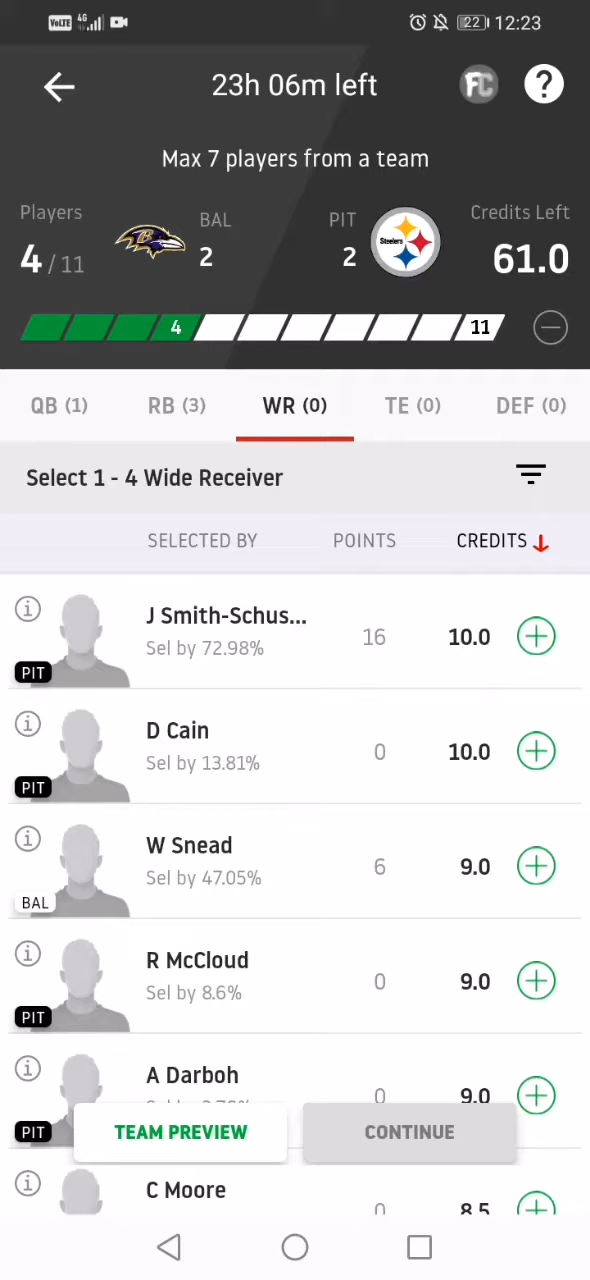 VoLTE 4G 22 12:23
23h 06m left FC ?
Max 7 players from a team
Players BAL PIT Credits Left
4 / 11 2 2 Steelers 61.0
4 11
QB (1) RB (3) WR (0) TE (0) DEF (0)
Select 1 - 4 Wide Receiver
SELECTED BY POINTS CREDITS
J Smith-Schus...
Sel by 72.98% 16 10.0
PIT
D Cain
Sel by 13.81% 0 10.0
PIT
W Snead
Sel by 47.05% 6 9.0
BAL
R McCloud
Sel by 8.6% 0 9.0
PIT
A Darboh
0 9.0
PIT
TEAM PREVIEW CONTINUE
C Moore
0 8.5